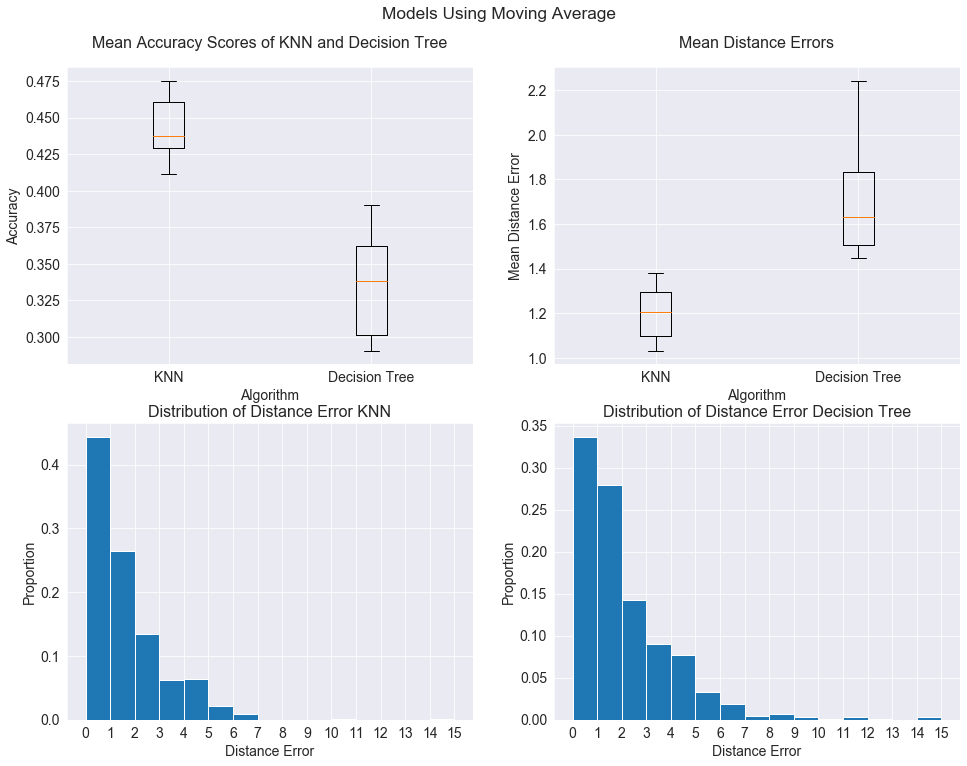 Models Using Moving Average
Mean Accuracy Scores of KNN and Decision Tree
Accuracy
0.475
0.450
0.425
0.400
0.375
0.350
0.325
0.300
KNN Decision Tree
Algorithm
Mean Distance Errors
Mean Distance Error
2.2
2.0
1.8
1.6
1.4
1.2
1.0
KNN Decision Tree
Algorithm
Distribution of Distance Error KNN
Proportion
0.4
0.3
0.2
0.1
0.0
0 1 2 3 4 5 6 7 8 9 10 11 12 13 14 15
Distance Error
Distribution of Distance Error Decision Tree
Proportion
0.35
0.30
0.25
0.20
0.15
0.10
0.05
0.00
0 1 2 3 4 5 6 7 8 9 10 11 12 13 14 15
Distance Error